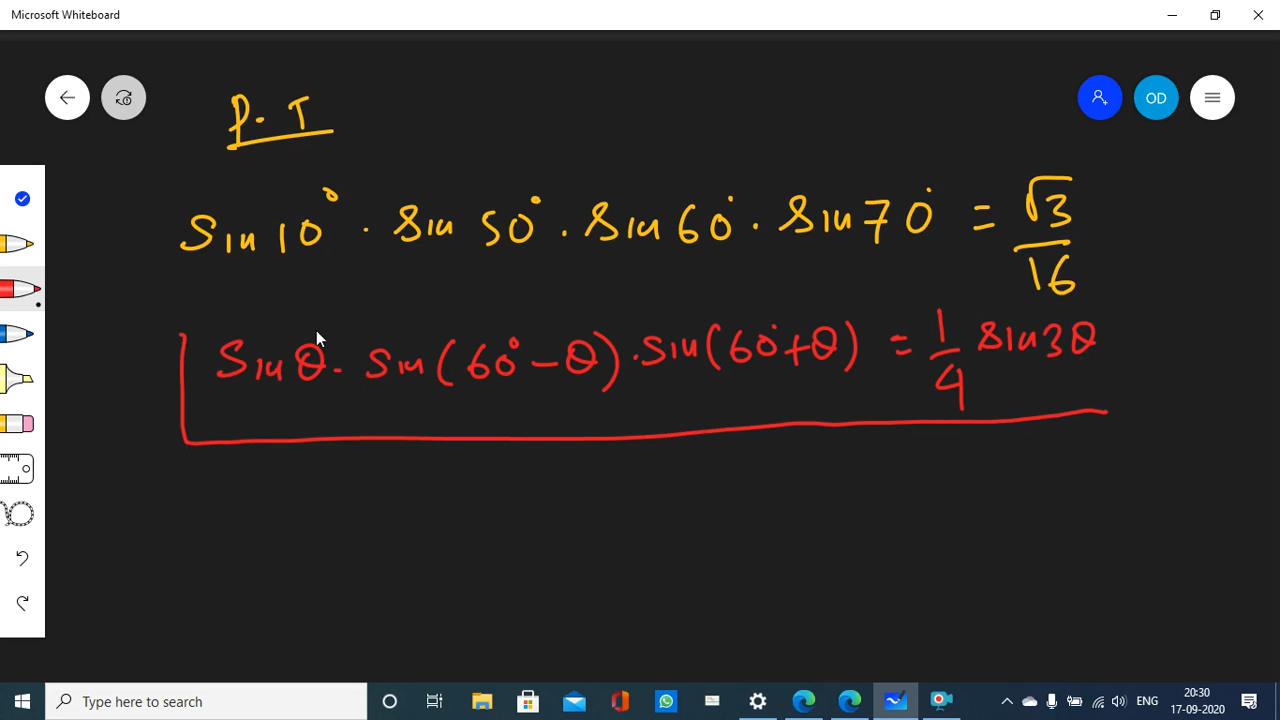 Microsoft Whiteboard
OD
P. T
Sin 10° · Sin 50° · Sin 60° · Sin 70° = √3/16
Sin θ · sin (60° - θ) · sin (60° + θ) = 1/4 sin 3θ
Type here to search
ENG
20:30
17-09-2020